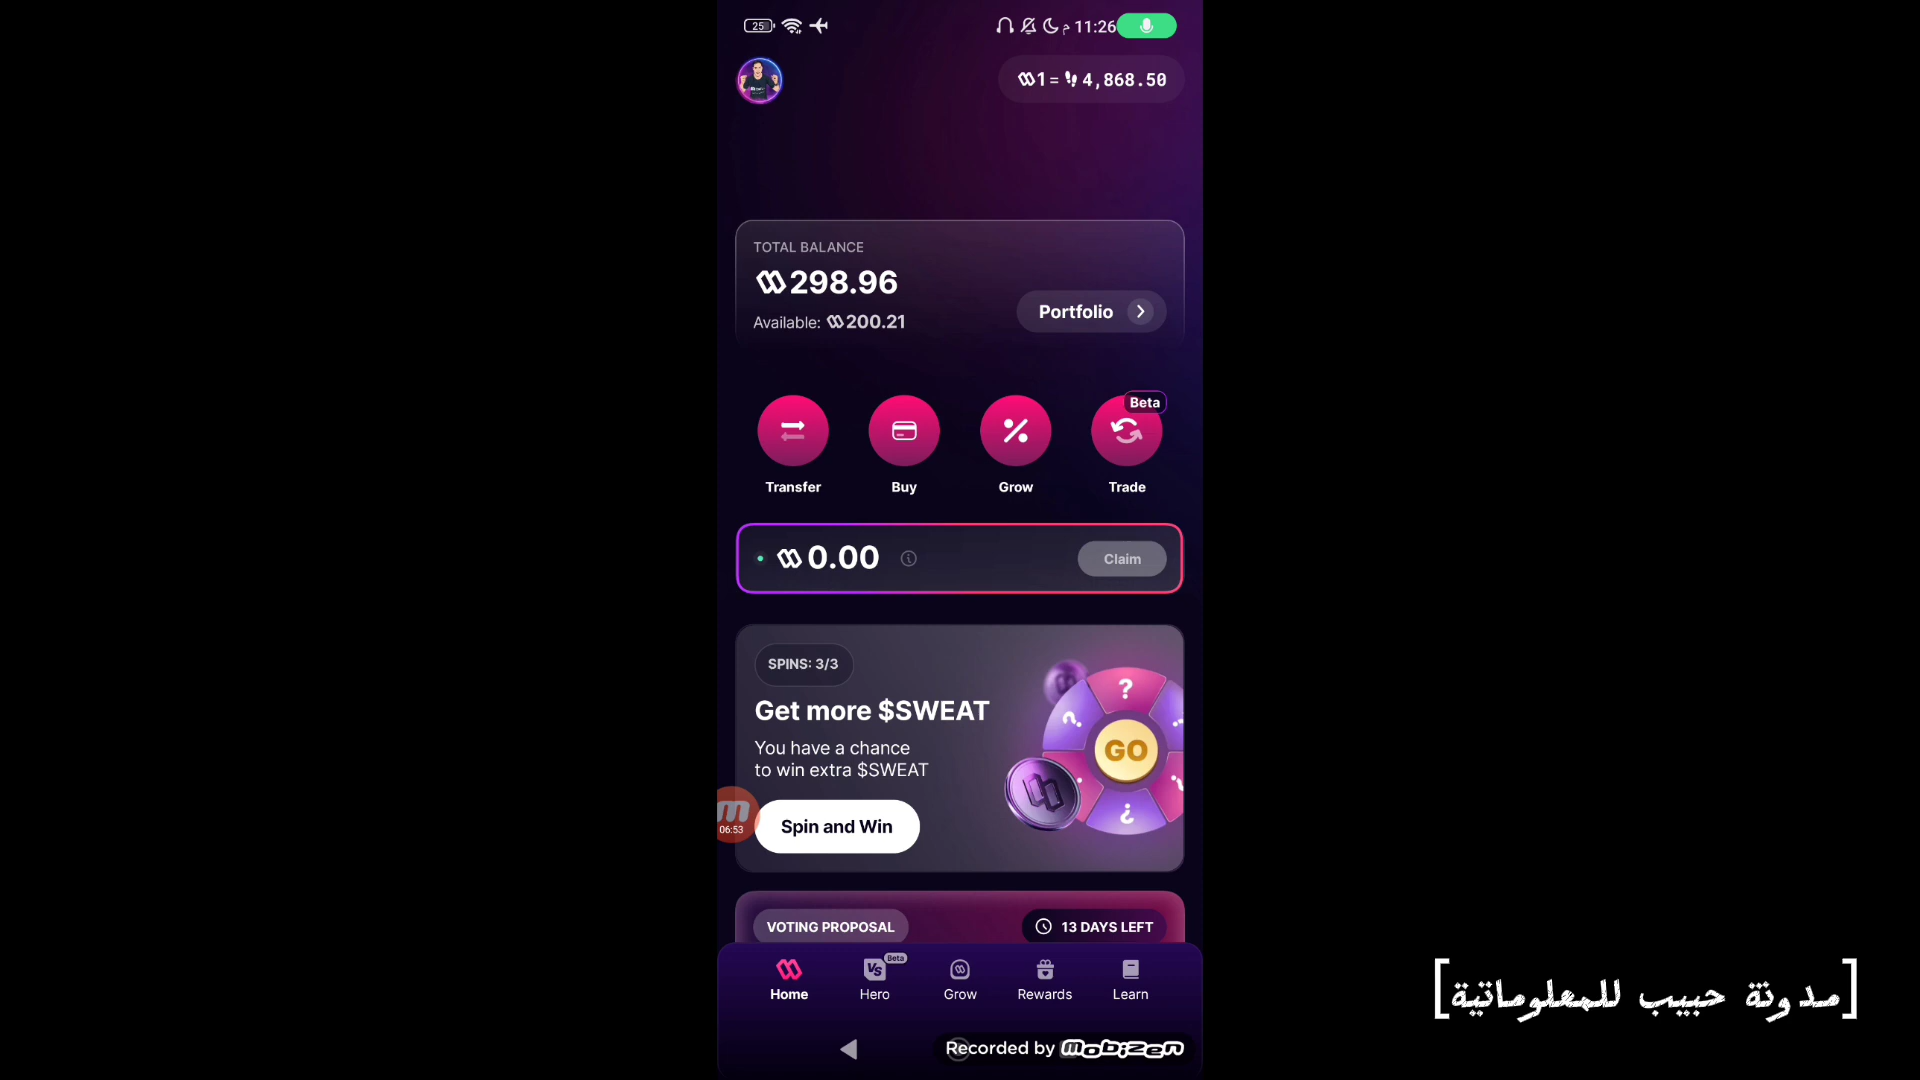 25
م 11:26
1 = 4,868.50
TOTAL BALANCE
298.96
Available: 200.21
Portfolio
Beta
Transfer
Buy
Grow
Trade
0.00
Claim
SPINS: 3/3
Get more $SWEAT
You have a chance
to win extra $SWEAT
GO
Spin and Win
06:53
VOTING PROPOSAL
13 DAYS LEFT
VS
Beta
Home
Hero
Grow
Rewards
Learn
Recorded by Mobizen
[مدونة حبيب للمعلوماتية]